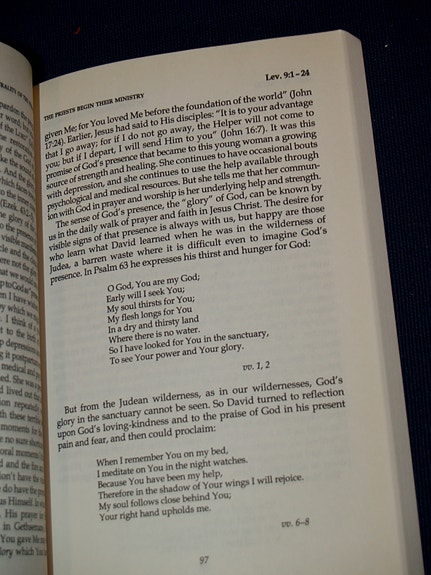 THE PRIESTS BEGIN THEIR MINISTRY
Lev. 9:1–24
given Me; for You loved Me before the foundation of the world” (John
17:24). Earlier, Jesus had said to His disciples: “It is to your advantage
that I go away; for if I do not go away, the Helper will not come to
you; but if I depart, I will send Him to you” (John 16:7). It was this
promise of God’s presence that became to this young woman a growing
source of strength and healing. She continues to have occasional bouts
with depression, and she continues to use the help available through
psychological and medical resources. But she tells me that her commun-
ion with God in prayer and worship is her underlying help and strength.
The sense of God’s presence, the “glory” of God, can be known by
us in the daily walk of prayer and faith in Jesus Christ. The desire for
visible signs of that presence is always with us, but happy are those
who learn what David learned when he was in the wilderness of
Judea, a barren waste where it is difficult even to imagine God’s
presence. In Psalm 63 he expresses his thirst and hunger for God:
O God, You are my God;
Early will I seek You;
My soul thirsts for You;
My flesh longs for You
In a dry and thirsty land
Where there is no water.
So I have looked for You in the sanctuary,
To see Your power and Your glory.
vv. 1, 2
But from the Judean wilderness, as in our wildernesses, God’s
glory in the sanctuary cannot be seen. So David turned to reflection
upon God’s loving-kindness and to the praise of God in his present
pain and fear, and then could proclaim:
When I remember You on my bed,
I meditate on You in the night watches.
Because You have been my help,
Therefore in the shadow of Your wings I will rejoice.
My soul follows close behind You;
Your right hand upholds me.
vv. 6–8
97